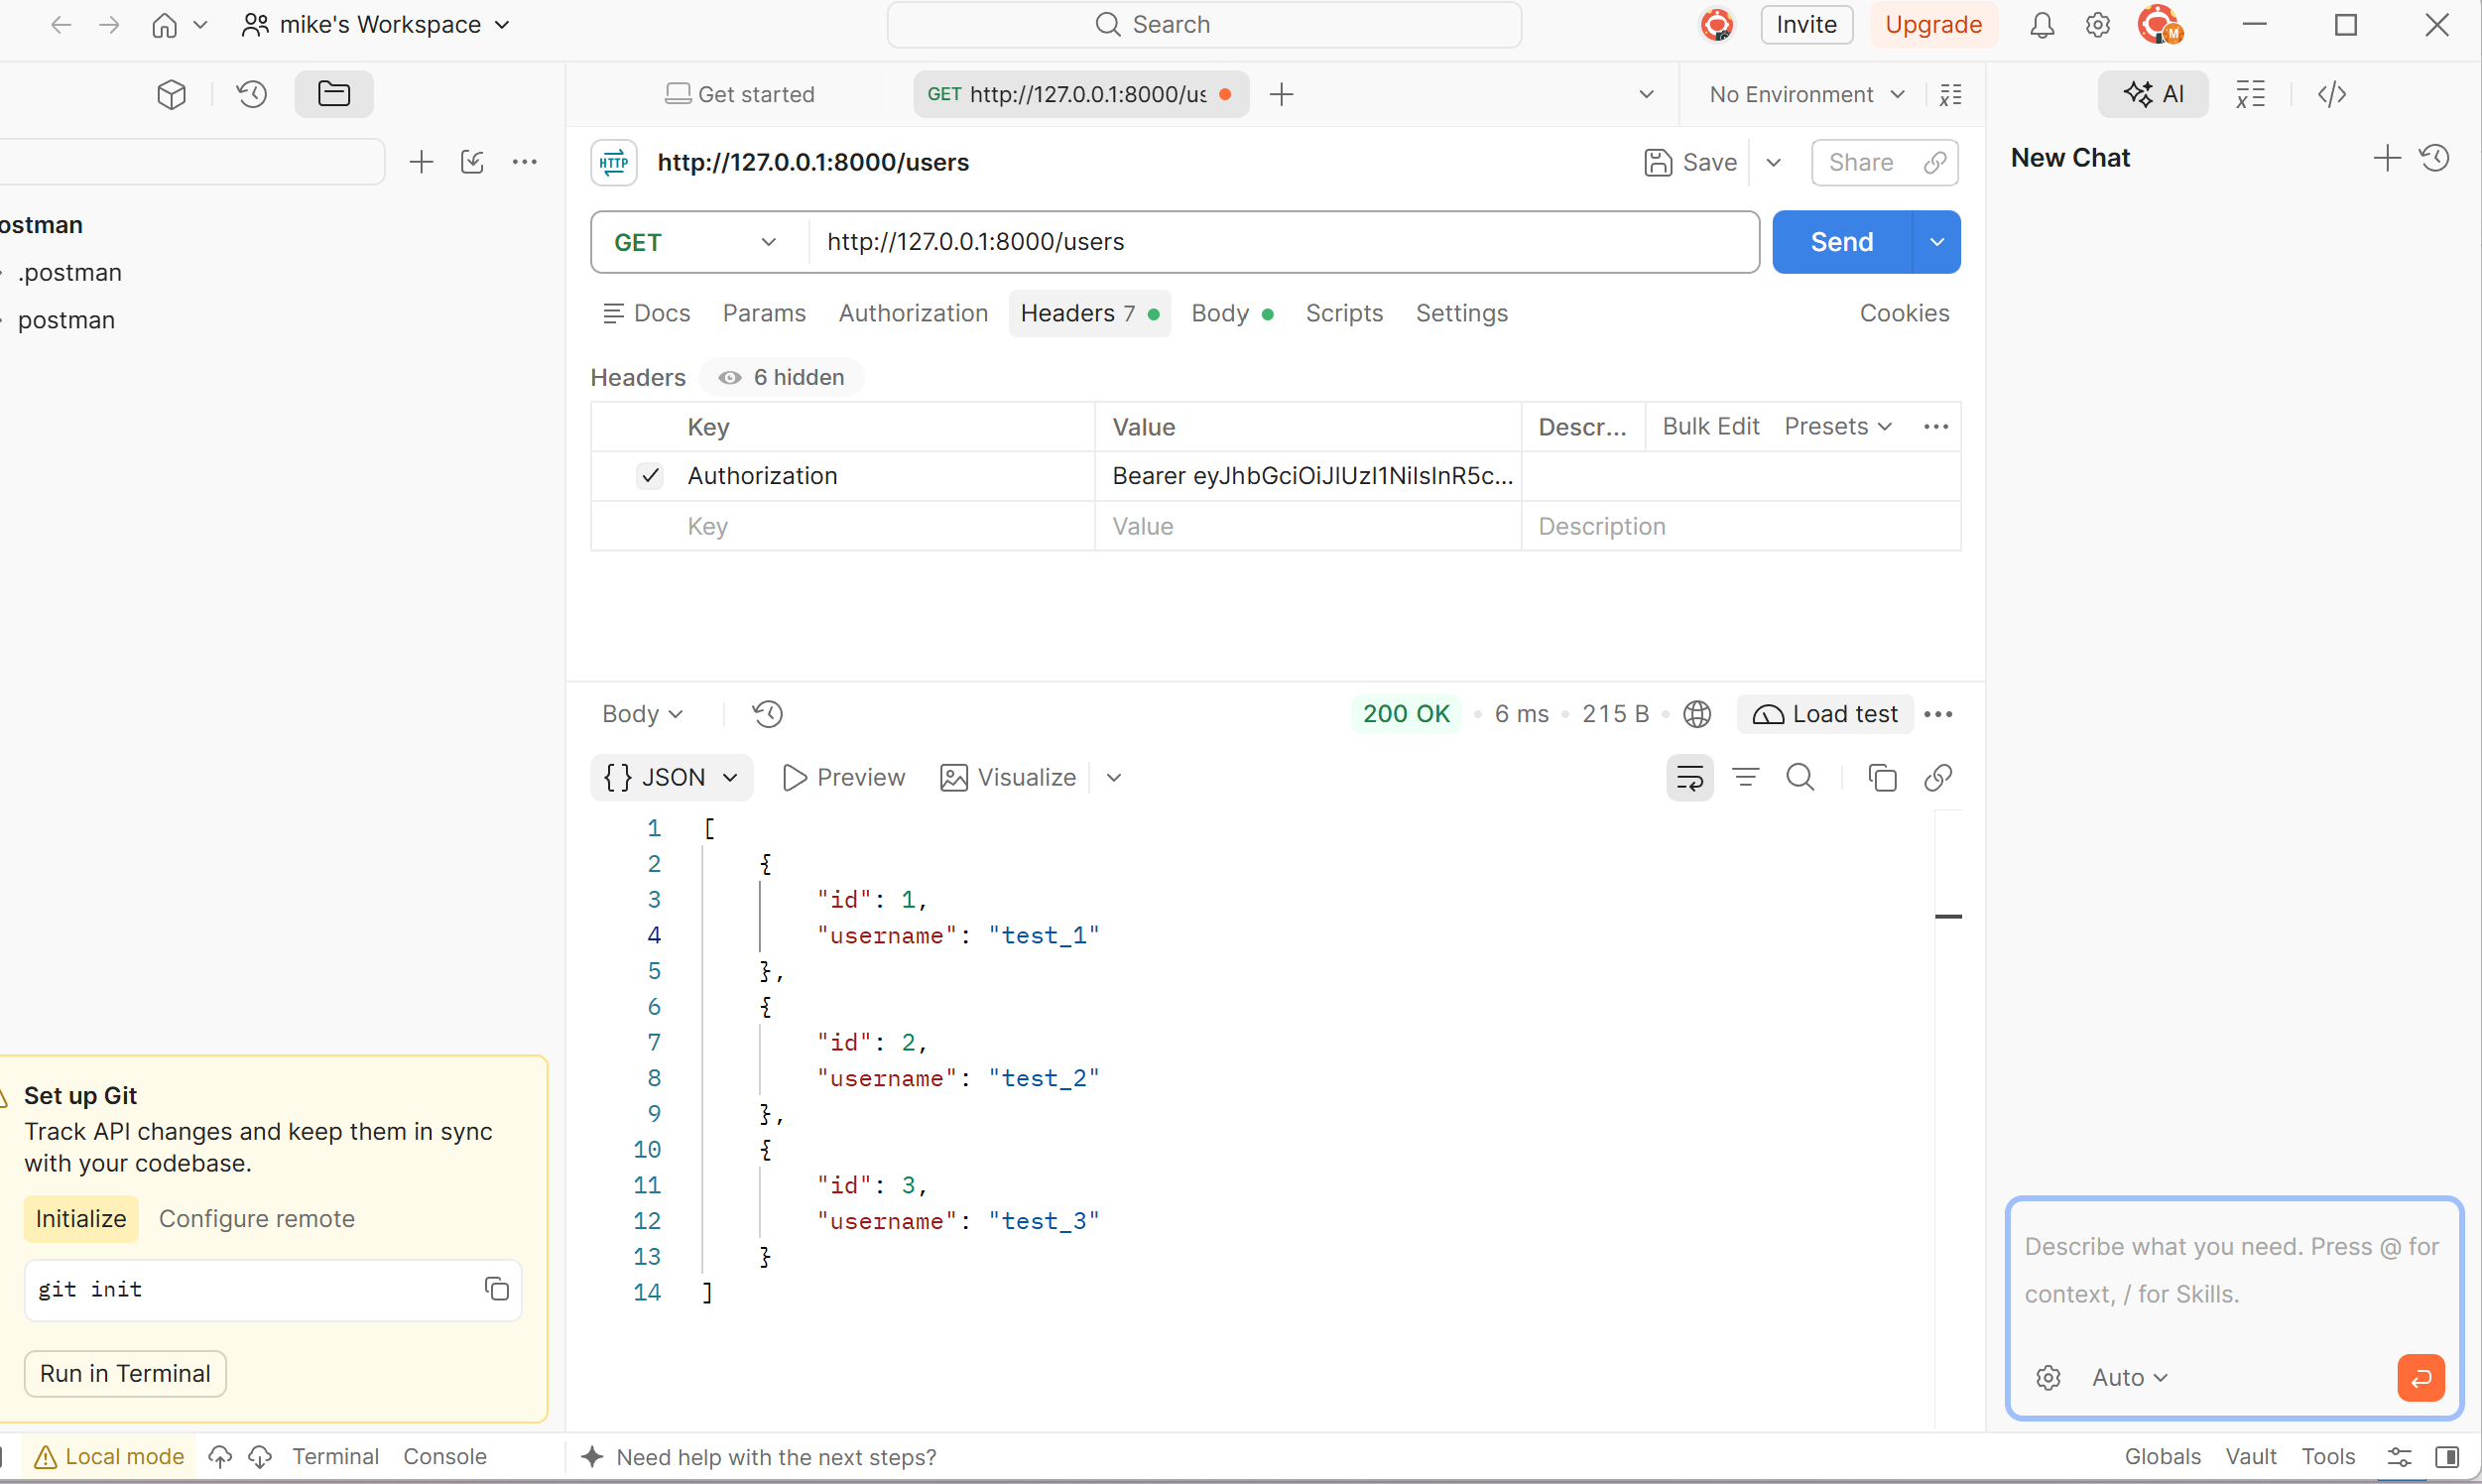 mike's Workspace
Search
Invite
Upgrade
Get started
GET http://127.0.0.1:8000/us
No Environment
AI
HTTP
http://127.0.0.1:8000/users
Save
Share
New Chat
ostman
.postman
postman
GET
http://127.0.0.1:8000/users
Send
Docs
Params
Authorization
Headers 7
Body
Scripts
Settings
Cookies
Headers
6 hidden
Key
Value
Descr...
Bulk Edit
Presets
Authorization
Bearer eyJhbGciOiJIUzI1NiIsInR5c...
Key
Value
Description
Body
200 OK
6 ms
215 B
Load test
{} JSON
Preview
Visualize
1 [
2 {
3 "id": 1,
4 "username": "test_1"
5 },
6 {
7 "id": 2,
8 "username": "test_2"
9 },
10 {
11 "id": 3,
12 "username": "test_3"
13 }
14 ]
Set up Git
Track API changes and keep them in sync
with your codebase.
Initialize
Configure remote
git init
Run in Terminal
Describe what you need. Press @ for
context, / for Skills.
Auto
Local mode
Terminal
Console
Need help with the next steps?
Globals
Vault
Tools